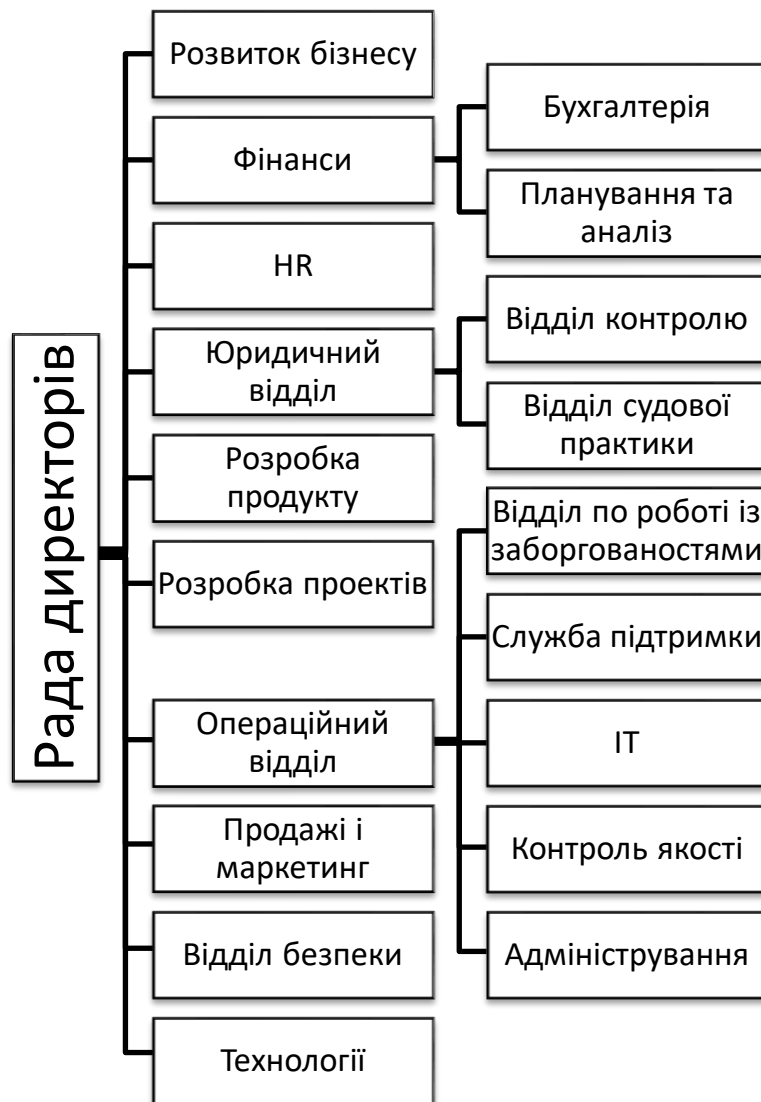 Рада директорів
Розвиток бізнесу
Фінанси
Бухгалтерія
Планування та
аналіз
HR
Юридичний
відділ
Відділ контролю
Відділ судової
практики
Розробка
продукту
Розробка проектів
Операційний
відділ
Відділ по роботі із
заборгованостями
Служба підтримки
ІТ
Контроль якості
Адміністрування
Продажі і
маркетинг
Відділ безпеки
Технології